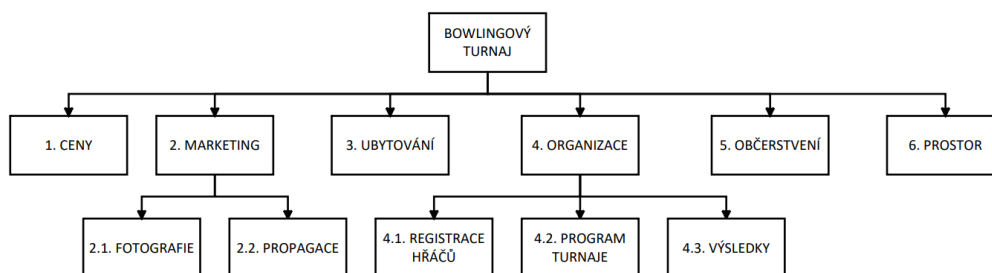 BOWLINGOVÝ
TURNAJ
1. CENY
2. MARKETING
3. UBYTOVÁNÍ
4. ORGANIZACE
5. OBČERSTVENÍ
6. PROSTOR
2.1. FOTOGRAFIE
2.2. PROPAGACE
4.1. REGISTRACE
HŘÁČŮ
4.2. PROGRAM
TURNAJE
4.3. VÝSLEDKY